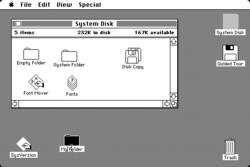 File Edit View Special
System Disk
5 items 232K in disk 167K available
Empty Folder
System Folder
Disk Copy
Font Mover
Fonts
System Disk
Guided Tour
SysVersion
My Folder
Trash